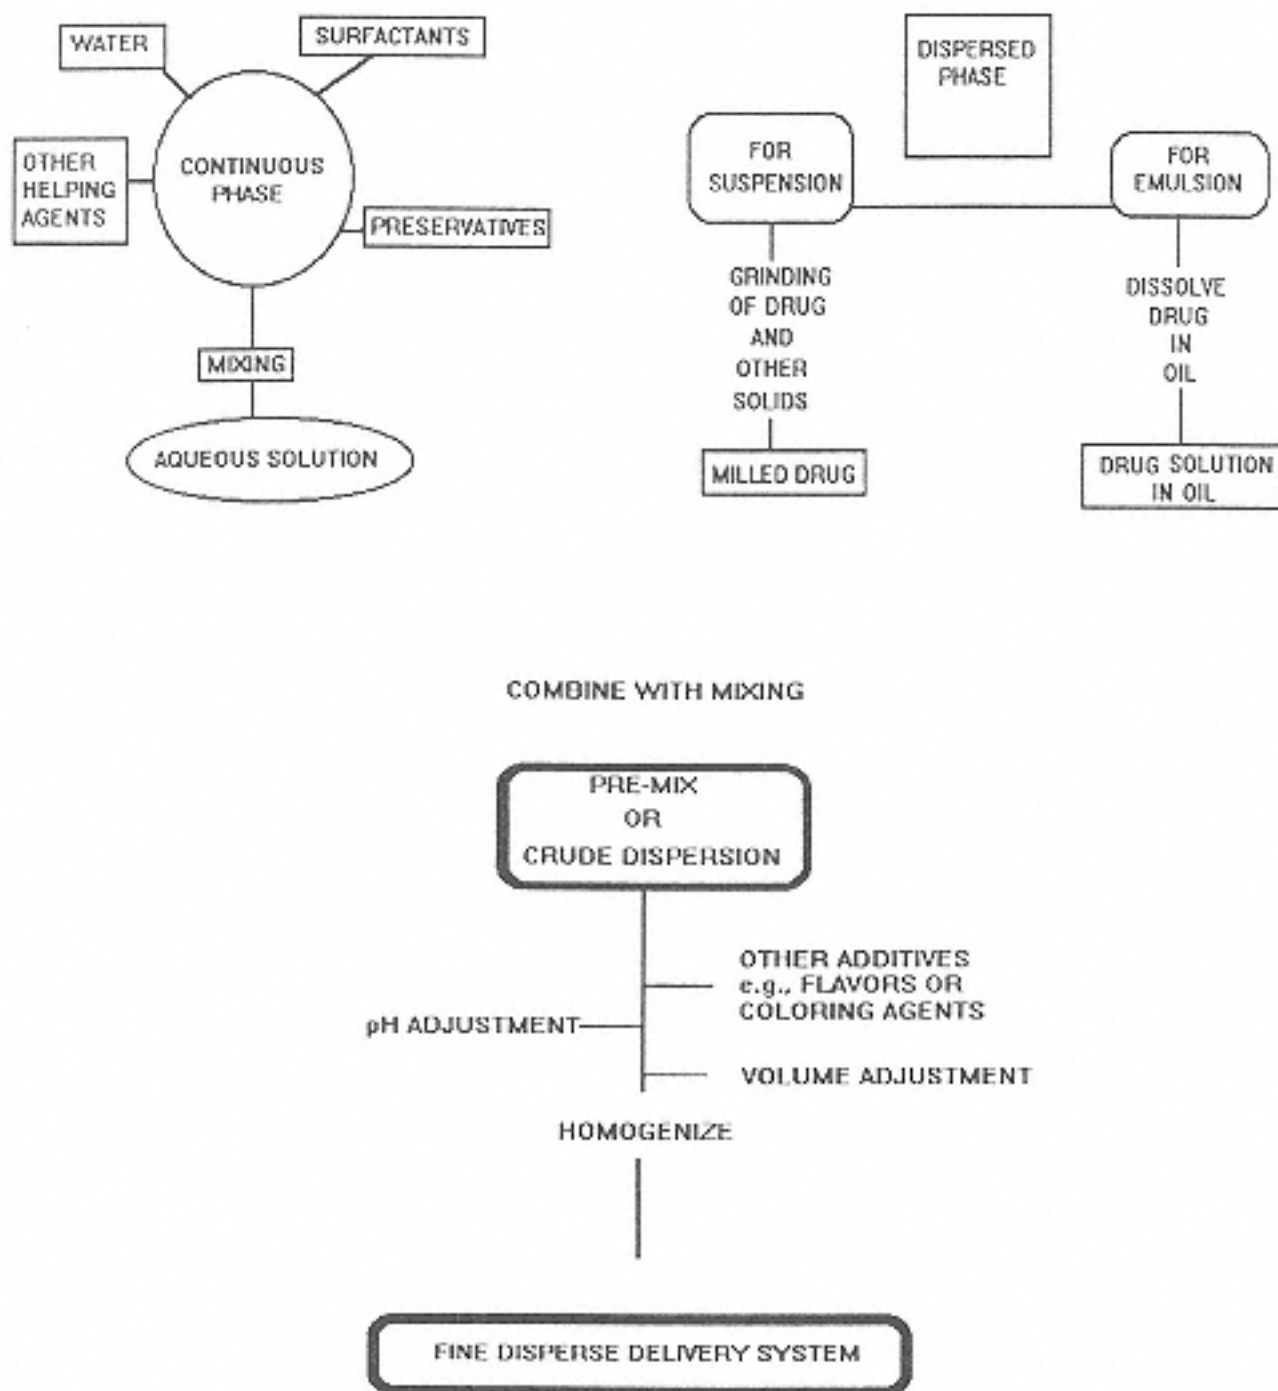 WATER
SURFACTANTS
OTHER
HELPING
AGENTS
CONTINUOUS
PHASE
PRESERVATIVES
MIXING
AQUEOUS SOLUTION
DISPERSED
PHASE
FOR
SUSPENSION
FOR
EMULSION
GRINDING
OF DRUG
AND
OTHER
SOLIDS
MILLED DRUG
DISSOLVE
DRUG
IN
OIL
DRUG SOLUTION
IN OIL
COMBINE WITH MIXING
PRE-MIX
OR
CRUDE DISPERSION
OTHER ADDITIVES
e.g., FLAVORS OR
COLORING AGENTS
pH ADJUSTMENT
VOLUME ADJUSTMENT
HOMOGENIZE
FINE DISPERSE DELIVERY SYSTEM